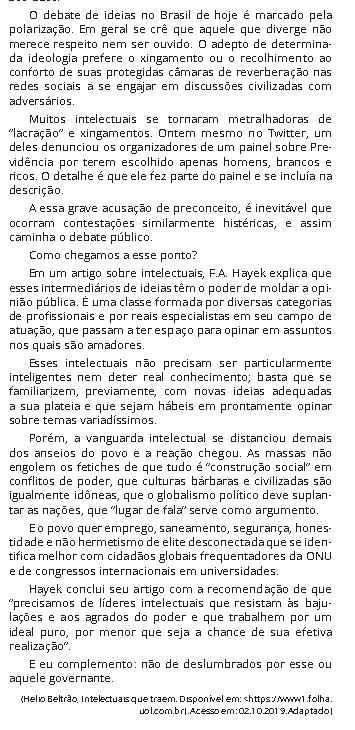 O debate de ideias no Brasil de hoje é marcado pela
polarização. Em geral se crê que aquele que diverge não
merece respeito nem ser ouvido. O adepto de determina-
da ideologia prefere o xingamento ou o recolhimento ao
conforto de suas protegidas câmaras de reverberação nas
redes sociais a se engajar em discussões civilizadas com
adversários.
Muitos intelectuais se tornaram metralhadoras de
“lacração” e xingamentos. Ontem mesmo no Twitter, um
deles denunciou os organizadores de um painel sobre Pre-
vidência por terem escolhido apenas homens, brancos e
ricos. O detalhe é que ele fez parte do painel e se incluía na
descrição.
A essa grave acusação de preconceito, é inevitável que
ocorram contestações similarmente histéricas, e assim
caminha o debate público.
Como chegamos a esse ponto?
Em um artigo sobre intelectuais, F.A. Hayek explica que
esses intermediários de ideias têm o poder de moldar a opi-
nião pública. É uma classe formada por diversas categorias
de profissionais e por reais especialistas em seu campo de
atuação, que passam a ter espaço para opinar em assuntos
nos quais são amadores.
Esses intelectuais não precisam ser particularmente
inteligentes nem deter real conhecimento; basta que se
familiarizem, previamente, com novas ideias adequadas
a sua plateia e que sejam hábeis em prontamente opinar
sobre temas variadíssimos.
Porém, a vanguarda intelectual se distanciou demais
dos anseios do povo e a reação chegou. As massas não
engolem os fetiches de que tudo é “construção social” em
conflitos de poder, que culturas bárbaras e civilizadas são
igualmente idôneas, que o globalismo político deve suplan-
tar as nações, que “lugar de fala” serve como argumento.
E o povo quer emprego, saneamento, segurança, hones-
tidade e não hermetismo de elite desconectada que se iden-
tifica melhor com cidadãos globais frequentadores da ONU
e de congressos internacionais em universidades.
Hayek conclui seu artigo com a recomendação de que
“precisamos de líderes intelectuais que resistam às baju-
lações e aos agrados do poder e que trabalhem por um
ideal puro, por menor que seja a chance de sua efetiva
realização”.
E eu complemento: não de deslumbrados por esse ou
aquele governante.
(Helio Beltrão, Intelectuais que traem. Disponível em: <https://www1.folha.
uol.com.br/. Acesso em: 02.10.2019. Adaptado)